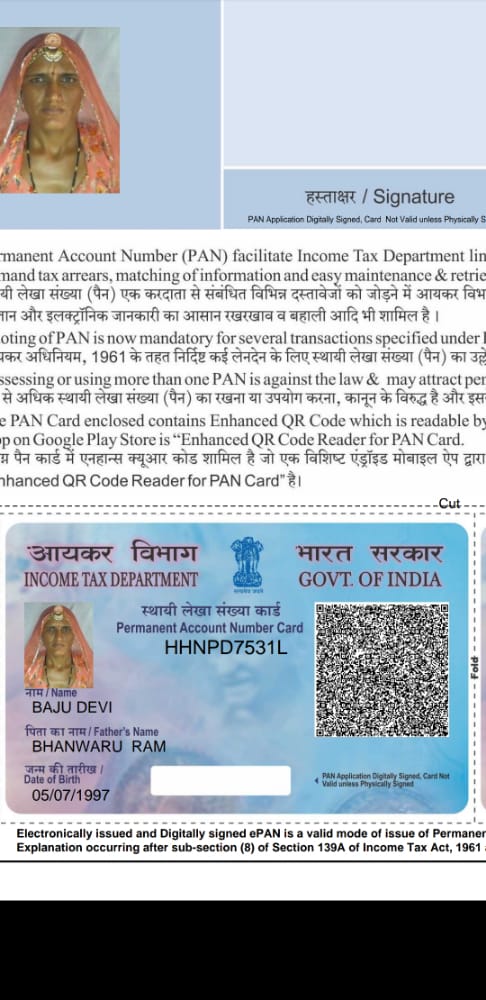 हस्ताक्षर / Signature
PAN Application Digitally Signed, Card Not Valid unless Physically S
rmanent Account Number (PAN) facilitate Income Tax Department lin
mand tax arrears, matching of information and easy maintenance & retrie
यी लेखा संख्या (पैन) एक करदाता से संबंधित विभिन्न दस्तावेजों को जोड़ने में आयकर विभ
तान और इलक्ट्रॉनिक जानकारी का आसान रखरखाव व बहाली आदि भी शामिल है ।
oting of PAN is now mandatory for several transactions specified under I
यकर अधिनियम, 1961 के तहत निर्दिष्ट कई लेनदेन के लिए स्थायी लेखा संख्या (पैन) का उल्ले
ssessing or using more than one PAN is against the law & may attract pen
से अधिक स्थायी लेखा संख्या (पैन) का रखना या उपयोग करना, कानून के विरुद्ध है और इस
e PAN Card enclosed contains Enhanced QR Code which is readable by
op on Google Play Store is “Enhanced QR Code Reader for PAN Card.
ग्न पैन कार्ड में एनहान्स क्यूआर कोड शामिल है जो एक विशिष्ट एंड्रॉइड मोबाइल ऐप द्वारा
nhanced QR Code Reader for PAN Card” है।
Cut
आयकर विभाग
INCOME TAX DEPARTMENT
सत्यमेव जयते
भारत सरकार
GOVT. OF INDIA
स्थायी लेखा संख्या कार्ड
Permanent Account Number Card
HHNPD7531L
नाम / Name
BAJU DEVI
पिता का नाम / Father's Name
BHANWARU RAM
जन्म की तारीख /
Date of Birth
05/07/1997
PAN Application Digitally Signed, Card Not
Valid unless Physically Signed
Fold
Electronically issued and Digitally signed ePAN is a valid mode of issue of Permaner
Explanation occurring after sub-section (8) of Section 139A of Income Tax Act, 1961